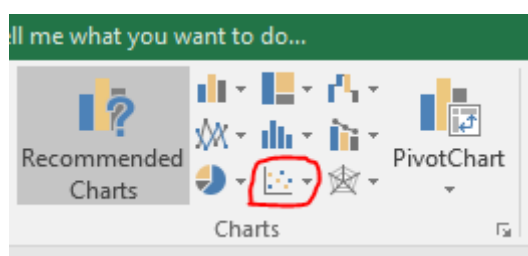 ll me what you want to do...
Recommended
Charts
PivotChart
Charts